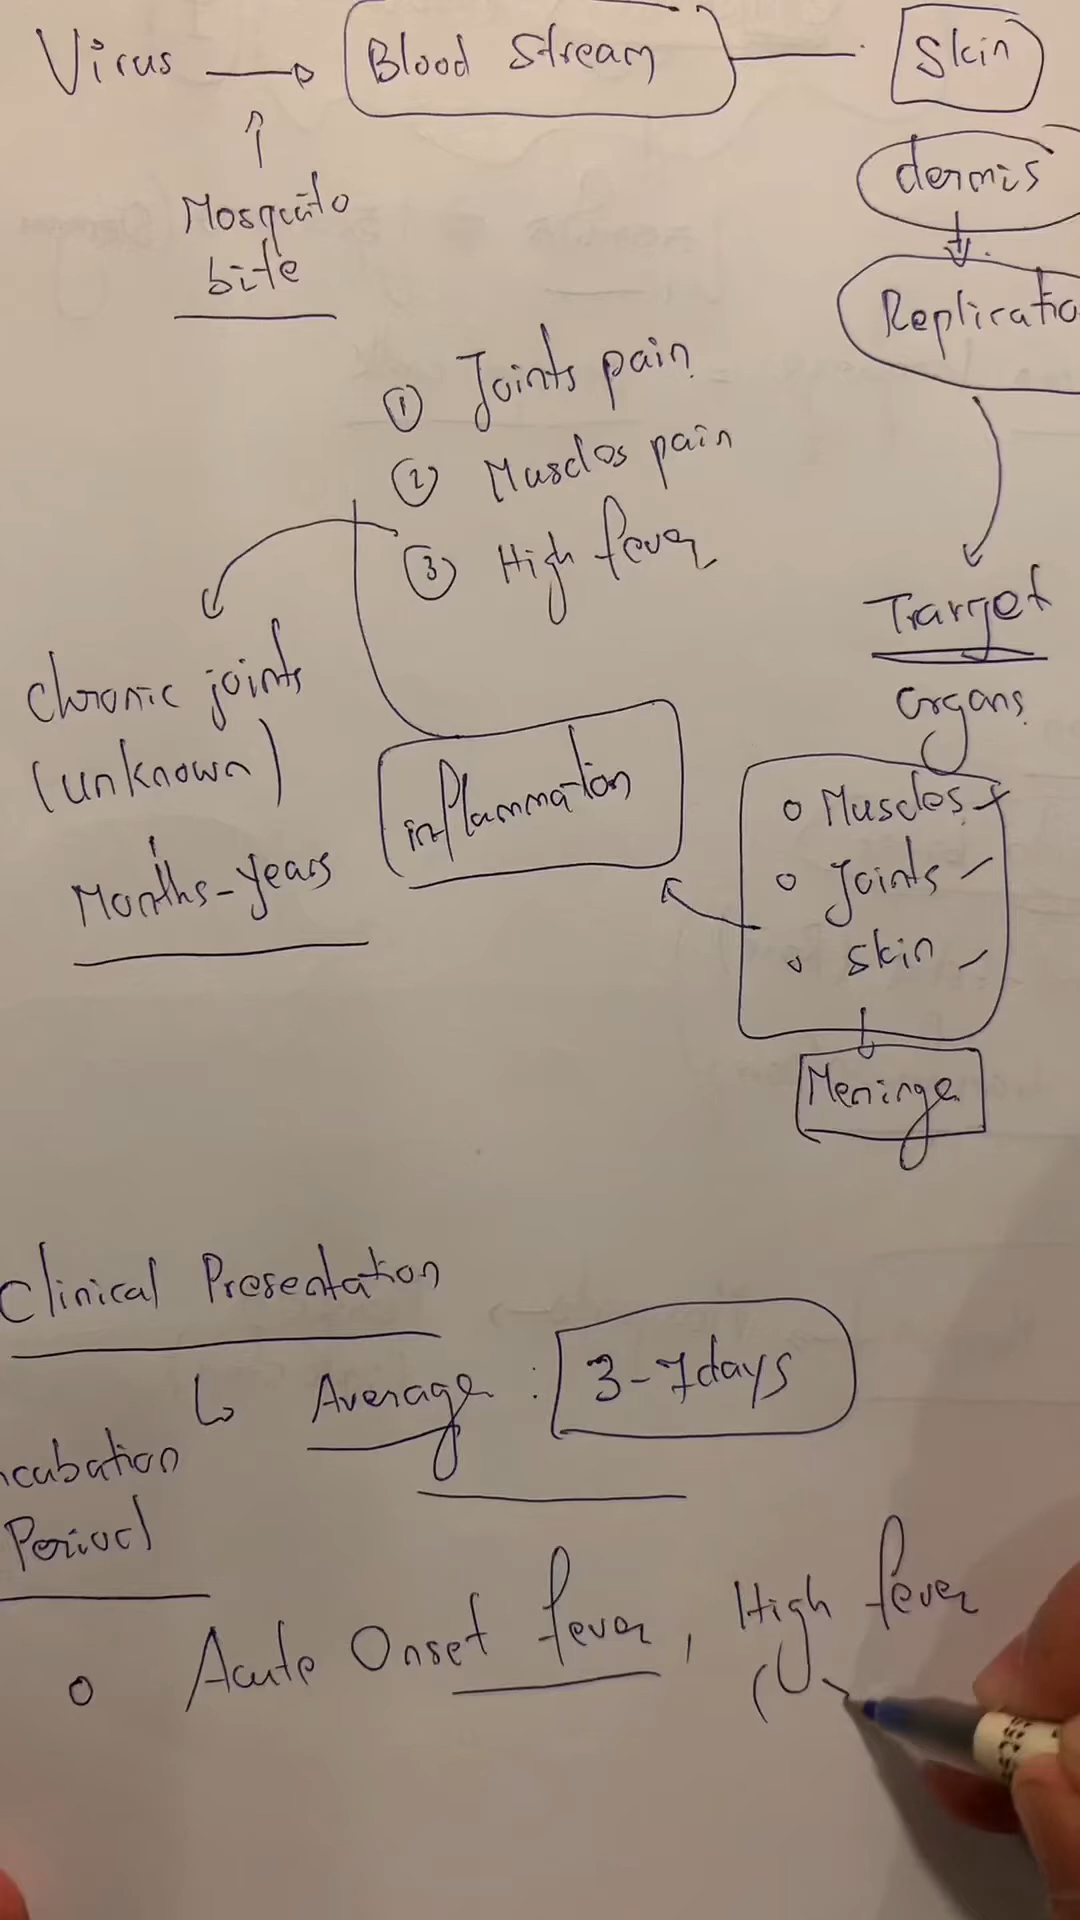 Virus → Blood Stream — Skin
↑
Mosquito
bite
dermis
Replicatio
① Joints pain
② Muscles pain
③ High fever
Trarget
organs
Chronic joints
(unknown)
Months-years
inflammation
o Muscles
o Joints
o Skin
Meninge
Clinical Presentation
↳ Average : 3-7days
ncubation
Period
o Acute Onset fever, High fever